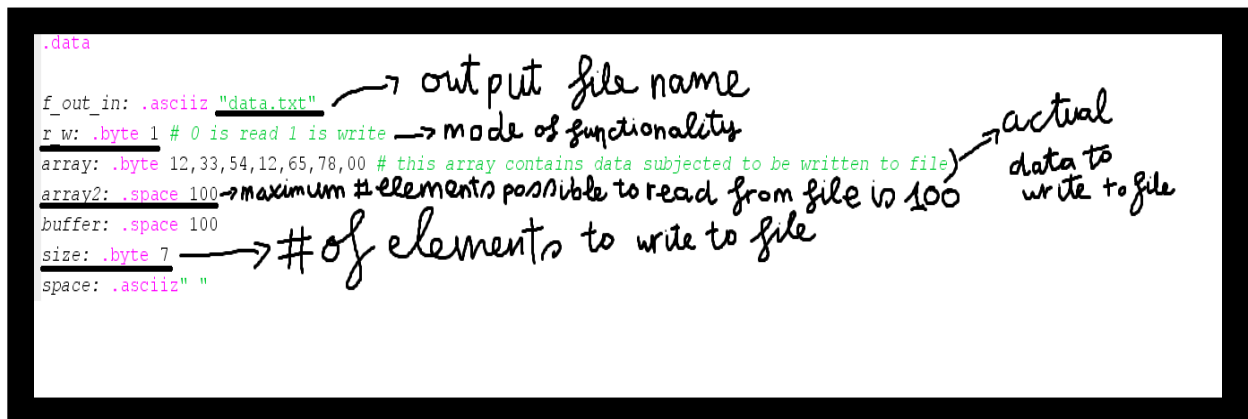 .data
f_out_in: .asciiz "data.txt" → output file name
r_w: .byte 1 # 0 is read 1 is write → mode of functionality
array: .byte 12,33,54,12,65,78,00 # this array contains data subjected to be written to file) → actual data to write to file
array2: .space 100 → maximum # elements possible to read from file is 100
buffer: .space 100
size: .byte 7 → # of elements to write to file
space: .asciiz" "